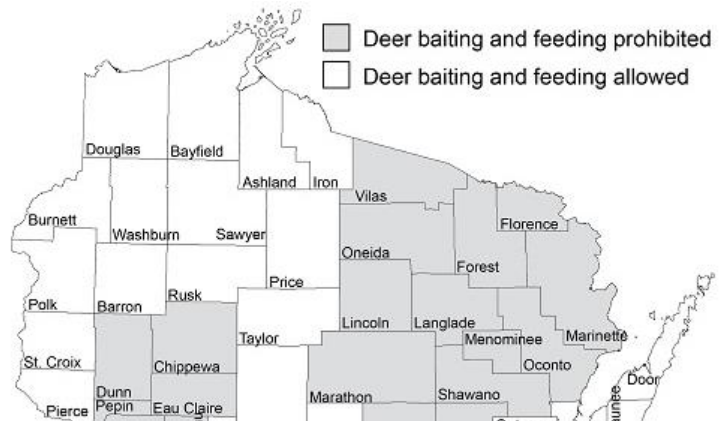 Deer baiting and feeding prohibited
Deer baiting and feeding allowed
Douglas
Bayfield
Ashland
Iron
Vilas
Burnett
Washburn
Sawyer
Florence
Oneida
Forest
Price
Polk
Barron
Rusk
Lincoln
Langlade
Taylor
Menominee
Marinette
St. Croix
Chippewa
Oconto
Door
Dunn
Marathon
Shawano
Pierce
Pepin
Eau Claire